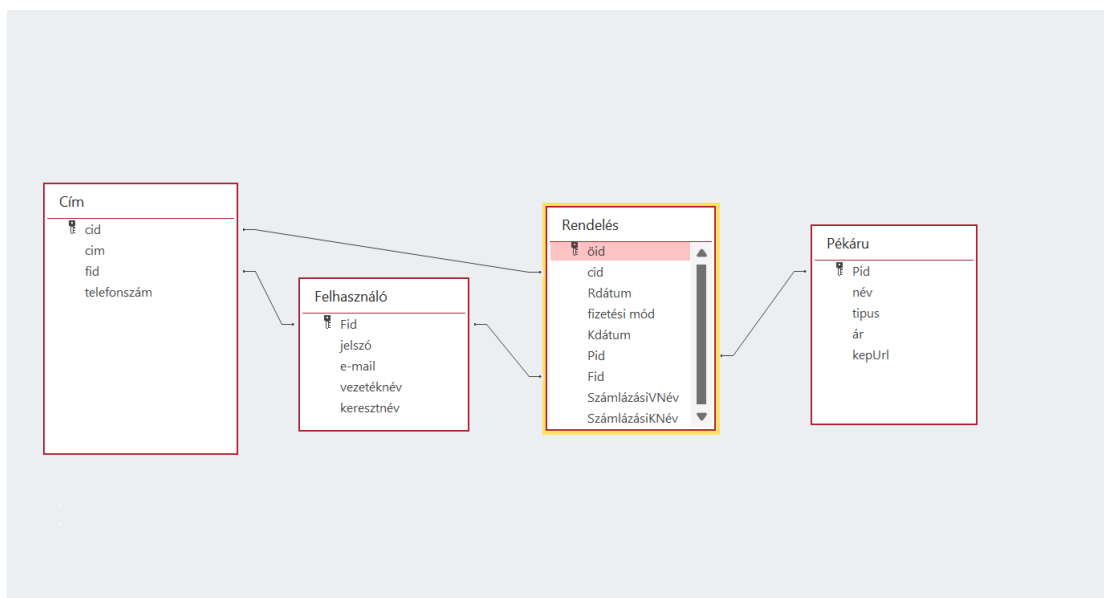 Cím
cid
cim
fid
telefonszám
Felhasználó
Fid
jelszó
e-mail
vezetéknév
keresztnév
Rendelés
öid
cid
Rdátum
fizetési mód
Kdátum
Pid
Fid
SzámlázásiVNév
SzámlázásiKNév
Pékáru
Pid
név
tipus
ár
kepUrl